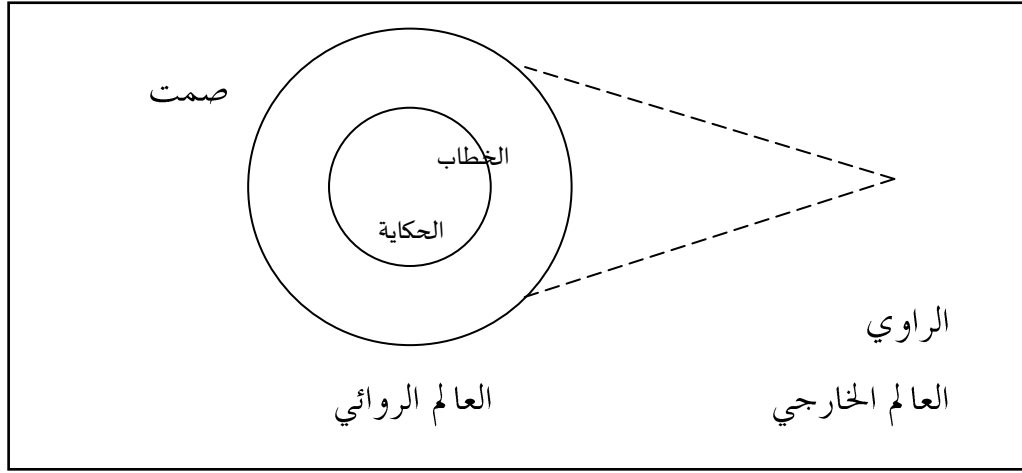 صمت
الخطاب
الحكاية
الراوي
العالم الخارجي
العالم الروائي